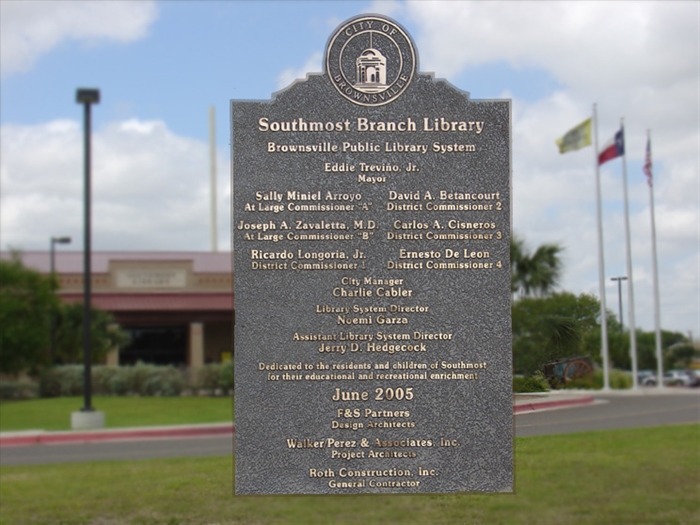 CITY OF
BROWNSVILLE
Southmost Branch Library
Brownsville Public Library System
Eddie Treviño, Jr.
Mayor
Sally Miniel Arroyo
At Large Commissioner "A"
David A. Betancourt
District Commissioner 2
Joseph A. Zavaletta, M.D.
At Large Commissioner "B"
Carlos A. Cisneros
District Commissioner 3
Ricardo Longoria, Jr.
District Commissioner 1
Ernesto De Leon
District Commissioner 4
City Manager
Charlie Cabler
Library System Director
Noemi Garza
Assistant Library System Director
Jerry D. Hedgecock
Dedicated to the residents and children of Southmost
for their educational and recreational enrichment
June 2005
F&S Partners
Design Architects
Walker Perez & Associates, Inc.
Project Architects
Roth Construction, Inc.
General Contractor